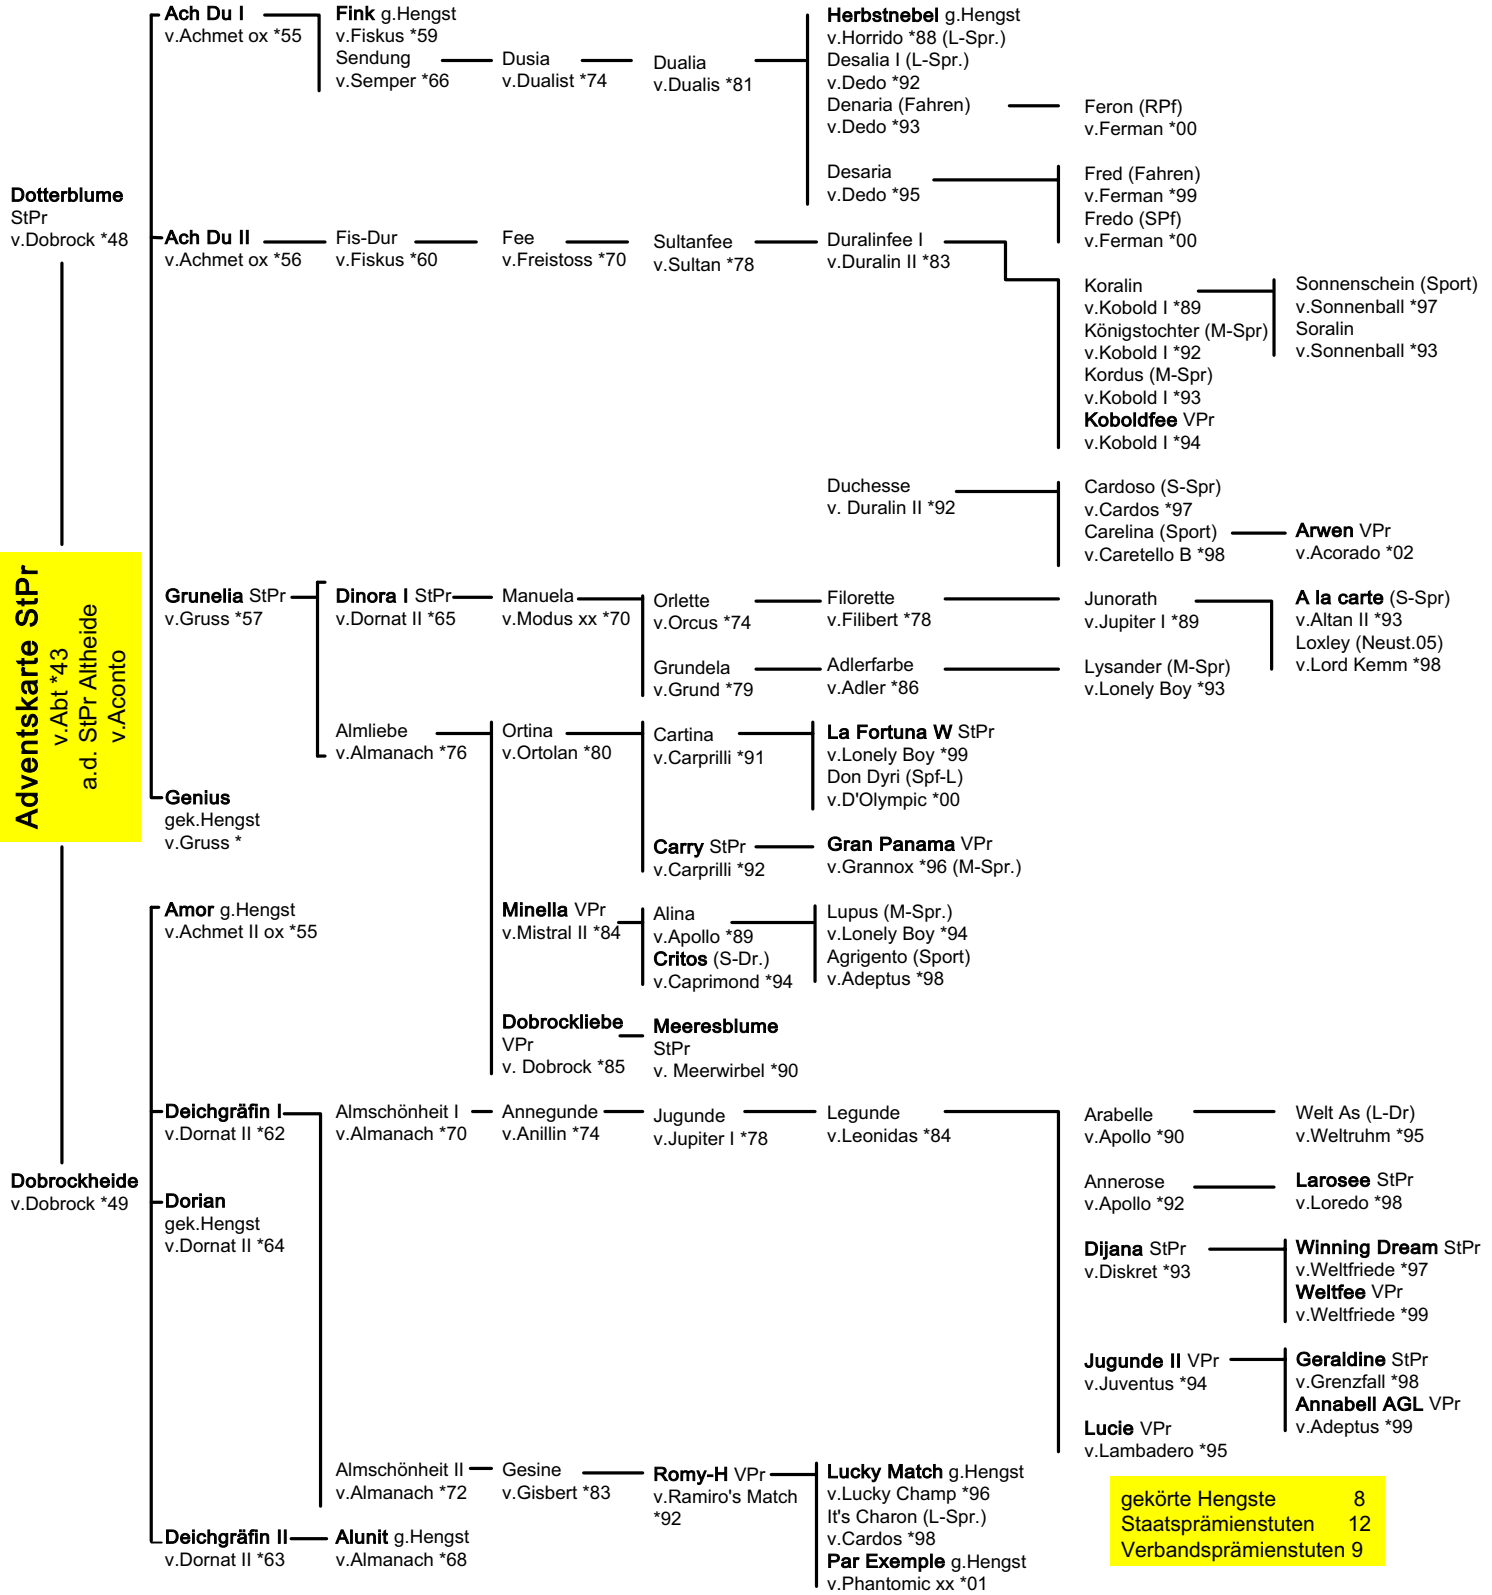 Adventskarte StPr
v.Abt *43
a.d. StPr Altheide
v.Aconto
Dotterblume
StPr
v.Dobrock *48
Ach Du I
v.Achmet ox *55
Fink g.Hengst
v.Fiskus *59
Sendung
v.Semper *66
Dusia
v.Dualist *74
Dualia
v.Dualis *81
Herbstnebel g.Hengst
v.Horrido *88 (L-Spr.)
Desalia I (L-Spr.)
v.Dedo *92
Denaria (Fahren)
v.Dedo *93
Feron (RPf)
v.Ferman *00
Desaria
v.Dedo *95
Fred (Fahren)
v.Ferman *99
Fredo (SPf)
v.Ferman *00
Ach Du II
v.Achmet ox *56
Fis-Dur
v.Fiskus *60
Fee
v.Freistoss *70
Sultanfee
v.Sultan *78
Duralinfee I
v.Duralin II *83
Koralin
v.Kobold I *89
Königstochter (M-Spr)
v.Kobold I *92
Kordus (M-Spr)
v.Kobold I *93
Koboldfee VPr
v.Kobold I *94
Sonnenschein (Sport)
v.Sonnenball *97
Soralin
v.Sonnenball *93
Duchesse
v. Duralin II *92
Cardoso (S-Spr)
v.Cardos *97
Carelina (Sport)
v.Caretello B *98
Arwen VPr
v.Acorado *02
Grunelia StPr
v.Gruss *57
Dinora I StPr
v.Dornat II *65
Manuela
v.Modus xx *70
Orlette
v.Orcus *74
Filorette
v.Filibert *78
Junorath
v.Jupiter I *89
A la carte (S-Spr)
v.Altan II *93
Loxley (Neust.05)
v.Lord Kemm *98
Grundela
v.Grund *79
Adlerfarbe
v.Adler *86
Lysander (M-Spr)
v.Lonely Boy *93
Almliebe
v.Almanach *76
Ortina
v.Ortolan *80
Cartina
v.Carprilli *91
La Fortuna W StPr
v.Lonely Boy *99
Don Dyri (Spf-L)
v.D'Olympic *00
Carry StPr
v.Carprilli *92
Gran Panama VPr
v.Grannox *96 (M-Spr.)
Minella VPr
v.Mistral II *84
Alina
v.Apollo *89
Critos (S-Dr.)
v.Caprimond *94
Lupus (M-Spr.)
v.Lonely Boy *94
Agrigento (Sport)
v.Adeptus *98
Dobrockliebe
VPr
v. Dobrock *85
Meeresblume
StPr
v. Meerwirbel *90
Genius
gek.Hengst
v.Gruss *
Dobrockheide
v.Dobrock *49
Amor g.Hengst
v.Achmet II ox *55
Deichgräfin I
v.Dornat II *62
Almschönheit I
v.Almanach *70
Annegunde
v.Anillin *74
Jugunde
v.Jupiter I *78
Legunde
v.Leonidas *84
Arabelle
v.Apollo *90
Welt As (L-Dr)
v.Weltruhm *95
Annerose
v.Apollo *92
Larosee StPr
v.Loredo *98
Dijana StPr
v.Diskret *93
Winning Dream StPr
v.Weltfriede *97
Weltfee VPr
v.Weltfriede *99
Jugunde II VPr
v.Juventus *94
Geraldine StPr
v.Grenzfall *98
Annabell AGL VPr
v.Adeptus *99
Lucie VPr
v.Lambadero *95
Almschönheit II
v.Almanach *72
Gesine
v.Gisbert *83
Romy-H VPr
v.Ramiro's Match
*92
Lucky Match g.Hengst
v.Lucky Champ *96
It's Charon (L-Spr.)
v.Cardos *98
Par Exemple g.Hengst
v.Phantomic xx *01
Dorian
gek.Hengst
v.Dornat II *64
Deichgräfin II
v.Dornat II *63
Alunit g.Hengst
v.Almanach *68
gekörte Hengste 8
Staatsprämienstuten 12
Verbandsprämienstuten 9